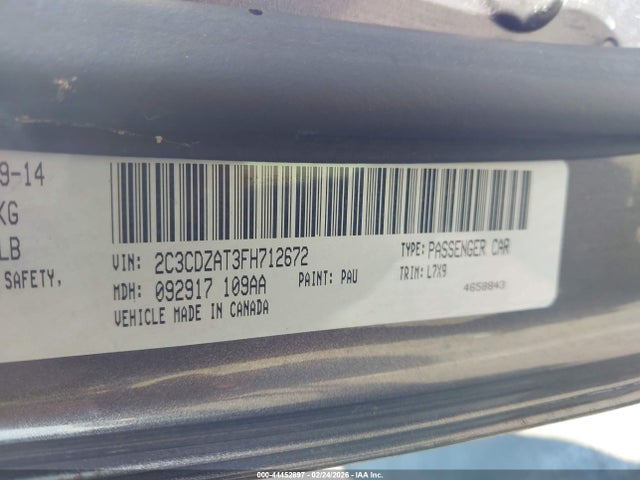 9-14
KG
LB
SAFETY,
VIN: 2C3CDZAT3FH712672
TYPE: PASSENGER CAR
MDH: 092917 109AA
PAINT: PAU
TRIM: L7X9
VEHICLE MADE IN CANADA
4658843
000-44452897 - 02/24/2026 - IAA Inc.